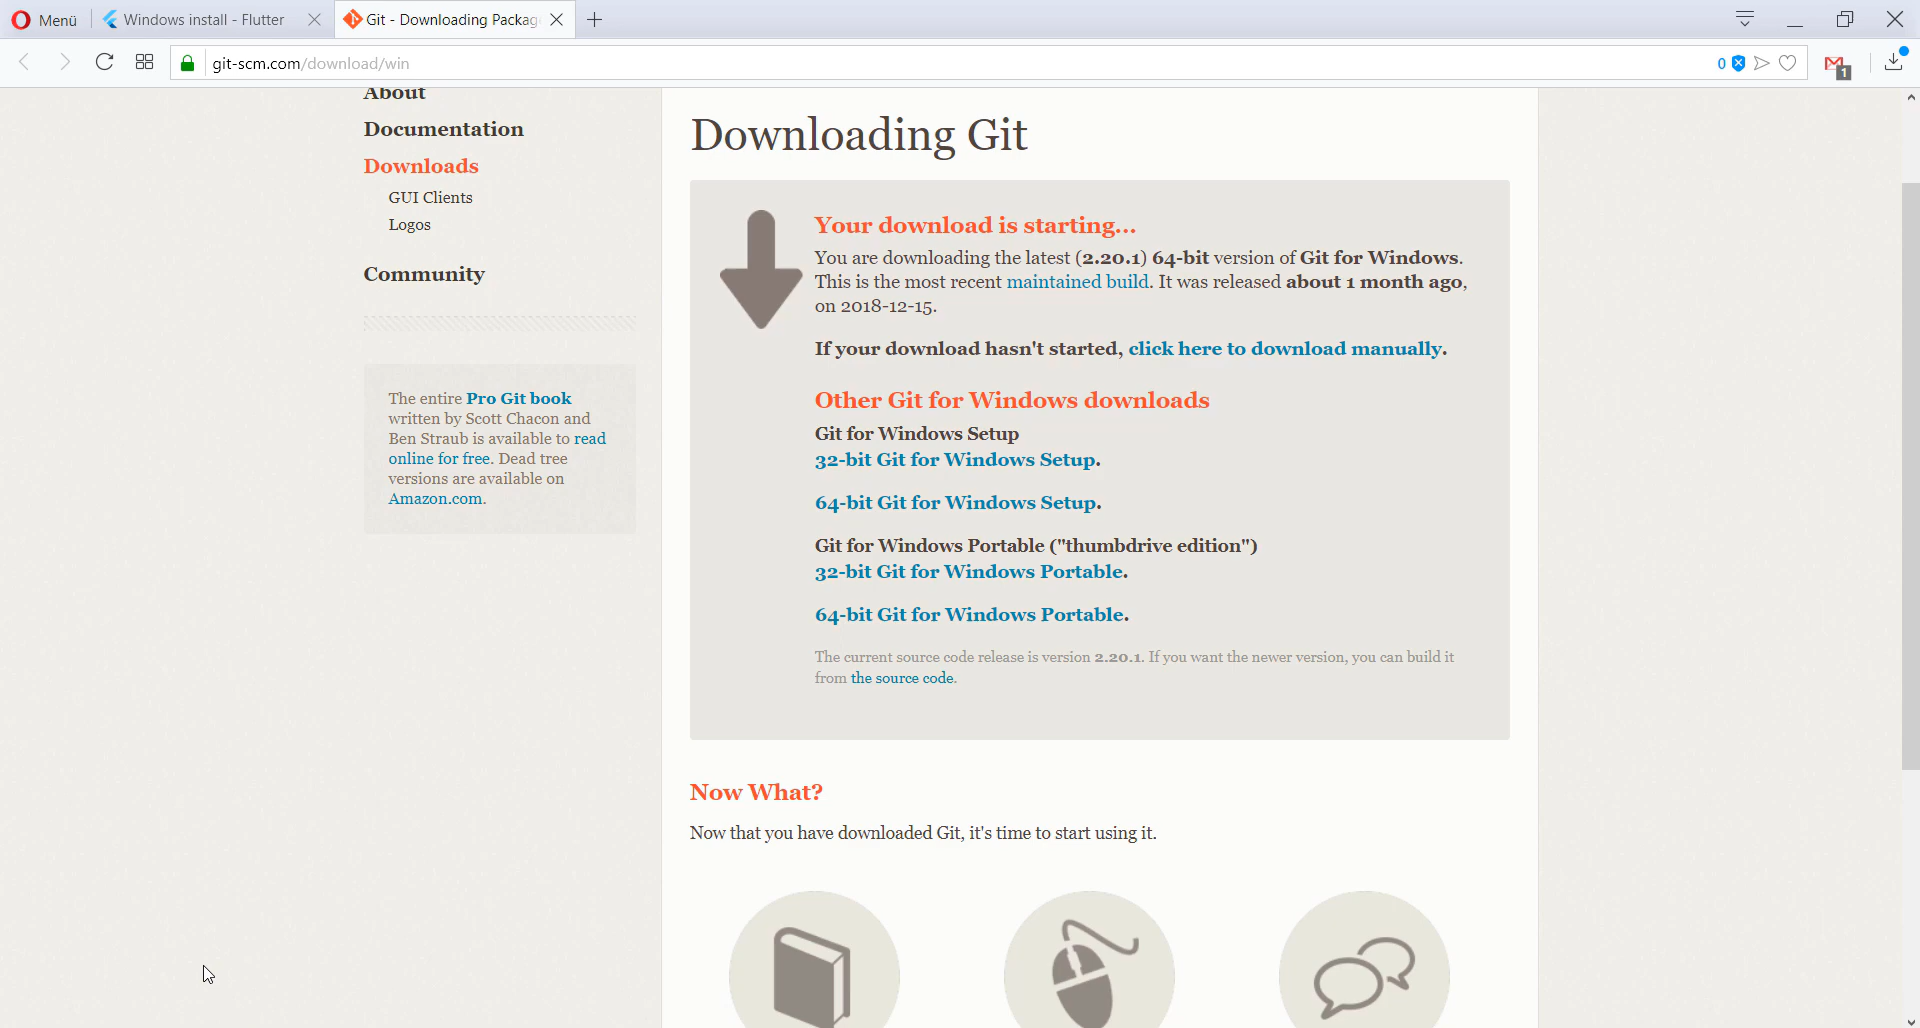 Menü
Windows install - Flutter
Git - Downloading Packag
git-scm.com/download/win
0
1
About
Documentation
Downloads
GUI Clients
Logos
Community
The entire Pro Git book
written by Scott Chacon and
Ben Straub is available to read
online for free. Dead tree
versions are available on
Amazon.com.
Downloading Git
Your download is starting...
You are downloading the latest (2.20.1) 64-bit version of Git for Windows.
This is the most recent maintained build. It was released about 1 month ago,
on 2018-12-15.
If your download hasn't started, click here to download manually.
Other Git for Windows downloads
Git for Windows Setup
32-bit Git for Windows Setup.
64-bit Git for Windows Setup.
Git for Windows Portable ("thumbdrive edition")
32-bit Git for Windows Portable.
64-bit Git for Windows Portable.
The current source code release is version 2.20.1. If you want the newer version, you can build it
from the source code.
Now What?
Now that you have downloaded Git, it's time to start using it.